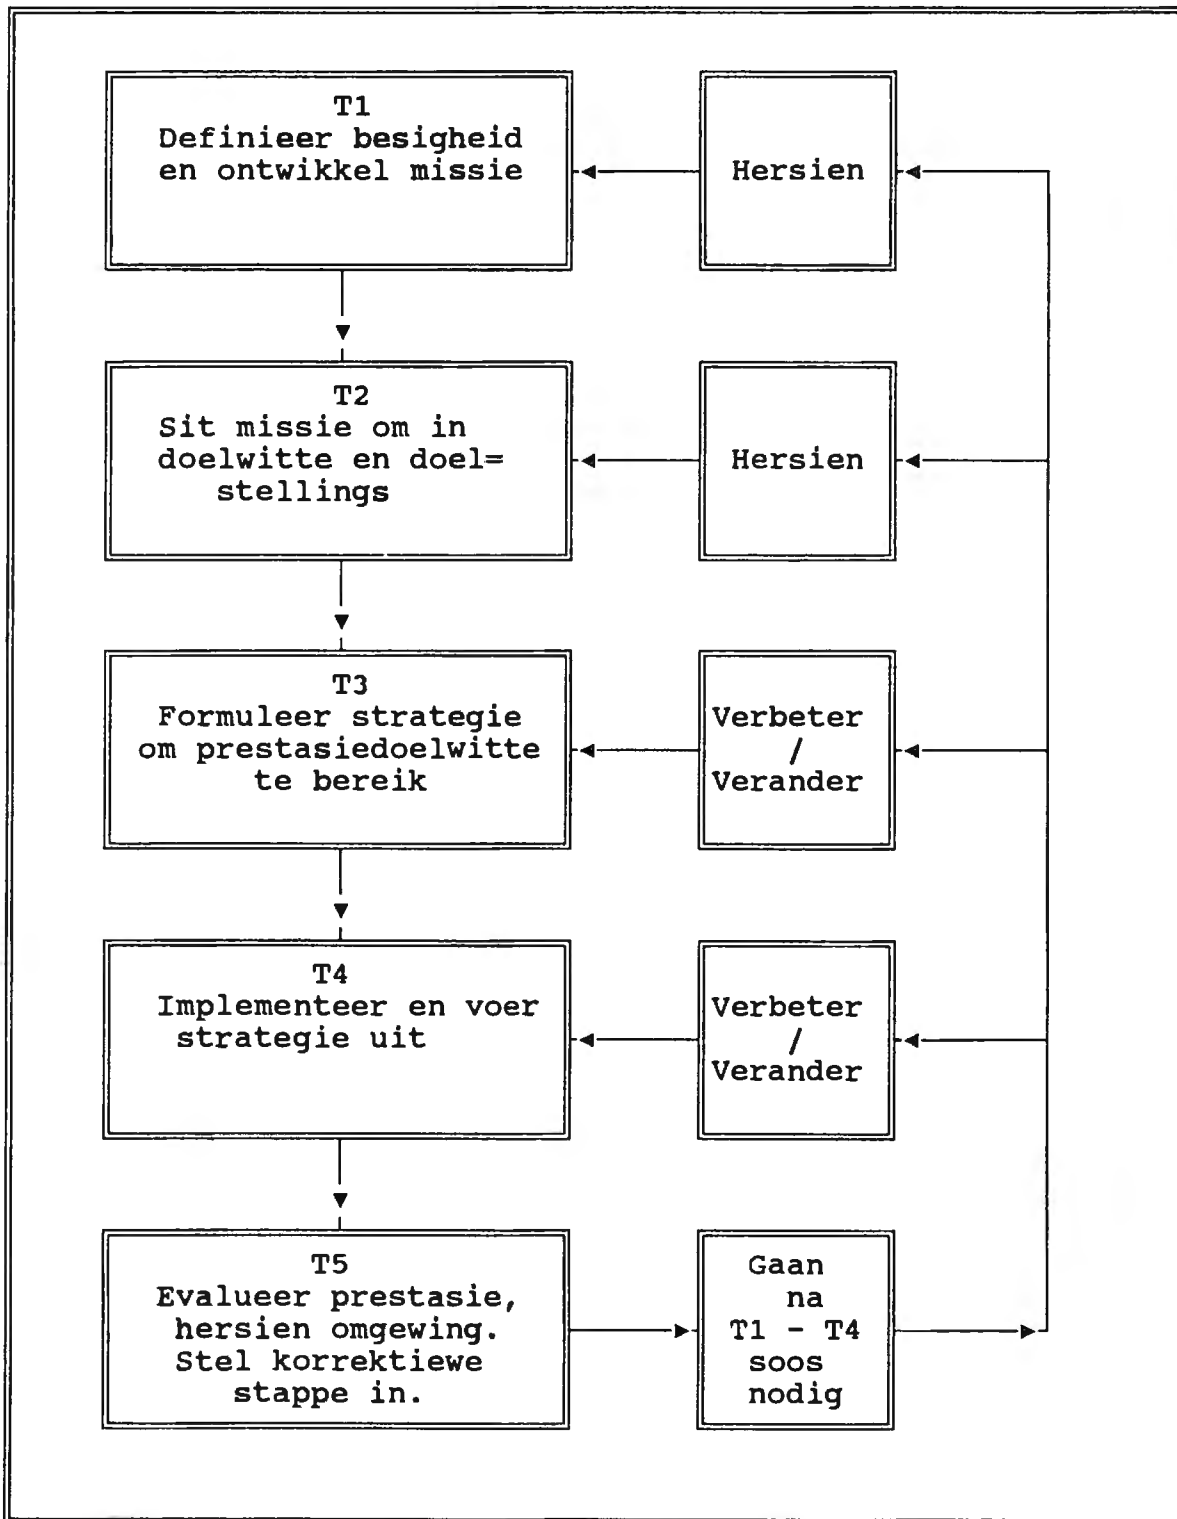 T1
Definieer besigheid
en ontwikkel missie
Hersien
T2
Sit missie om in
doelwitte en doel=
stellings
Hersien
T3
Formuleer strategie
om prestasiedoelwitte
te bereik
Verbeter
/
Verander
T4
Implementeer en voer
strategie uit
Verbeter
/
Verander
T5
Evalueer prestasie,
hersien omgewing.
Stel korrektiewe
stappe in.
Gaan
na
T1 - T4
soos
nodig